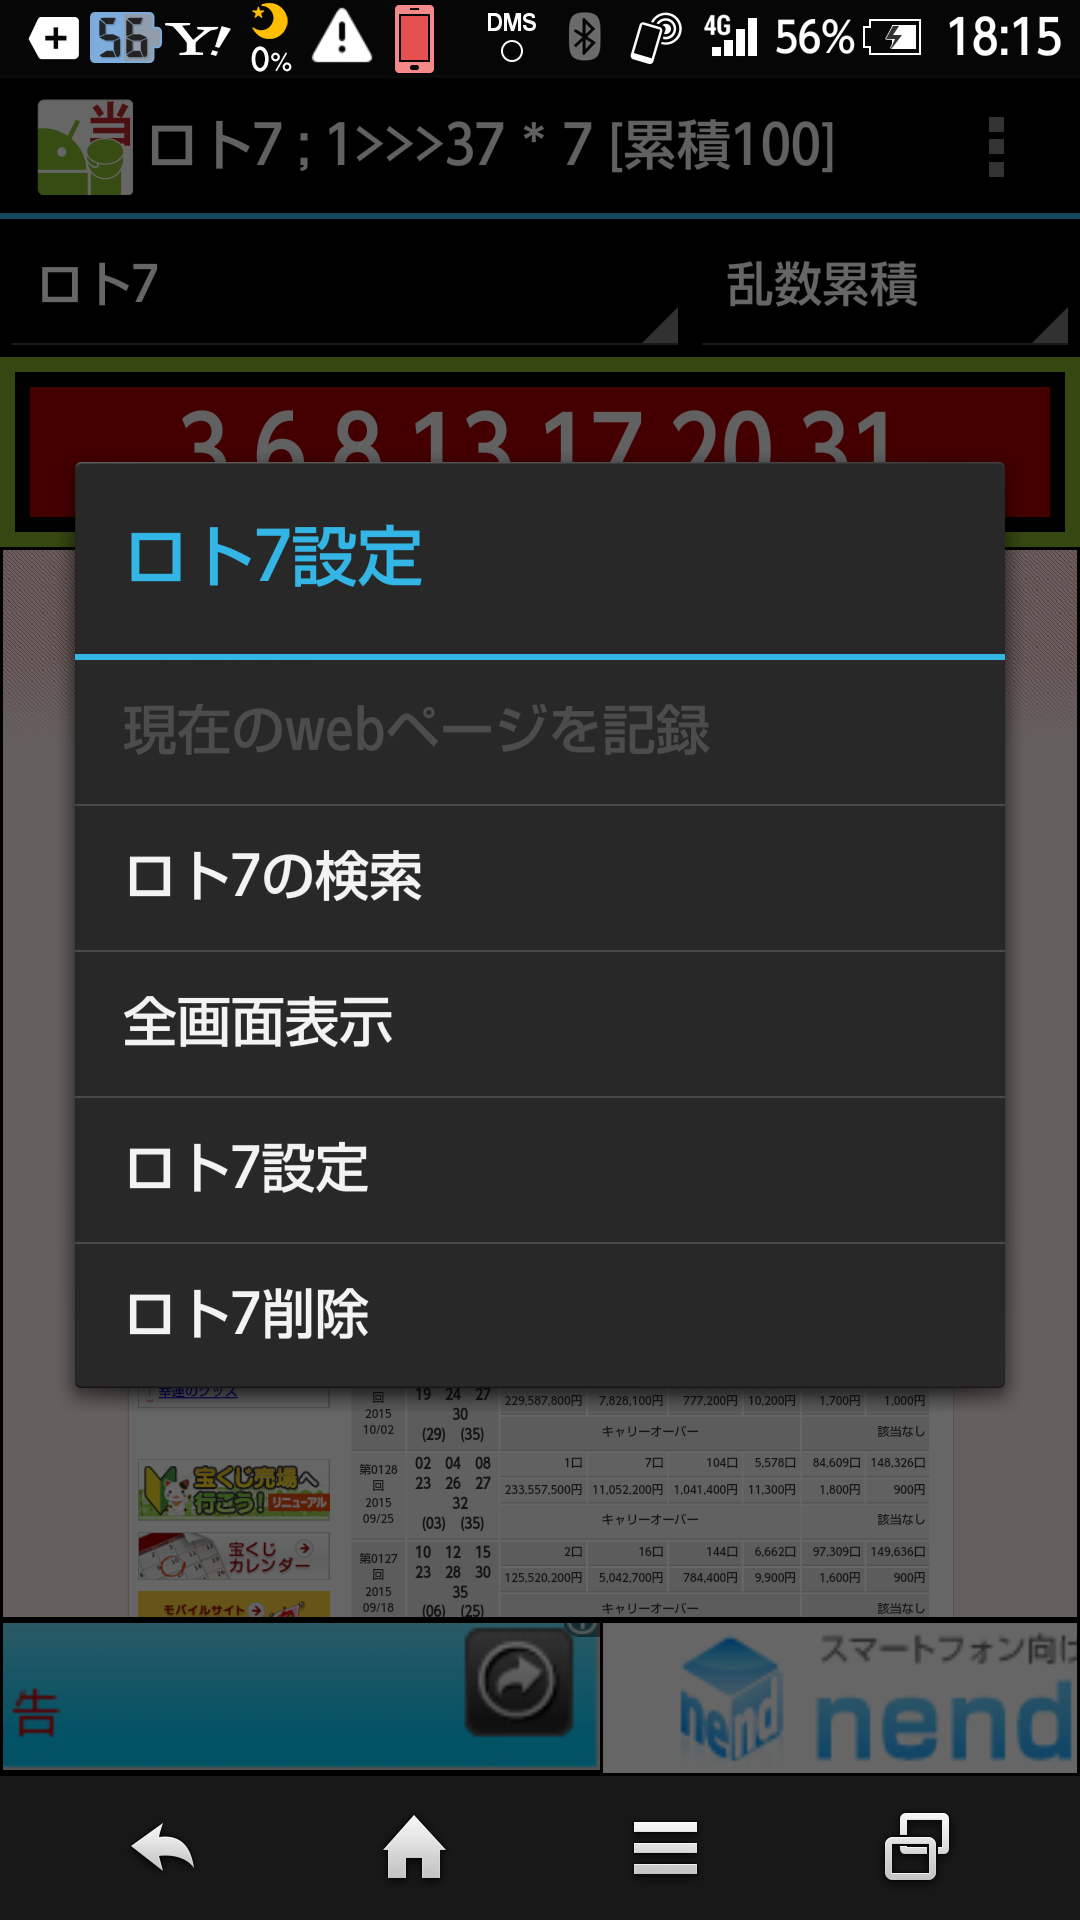 56
Y!
0%
DMS
4G
56%
18:15
当
ロト7 ; 1>>>37 * 7 [累積100]
ロト7
乱数累積
3 6 8 13 17 20 31
ロト7設定
現在のwebページを記録
ロト7の検索
全画面表示
ロト7設定
ロト7削除
幸運のグッズ
宝くじ売場へ
行こう!
リニューアル
宝くじ
カレンダー
モバイルサイト
回
2015
10/02
19 24 27
30
(29) (35)
229,587,800円 7,828,100円 777,200円 10,200円 1,700円 1,000円
キャリーオーバー 該当なし
第0128
回
2015
09/25
02 04 08
23 26 27
32
(03) (35)
1口 7口 104口 5,578口 84,609口 148,326口
233,557,500円 11,052,200円 1,041,400円 11,300円 1,800円 900円
キャリーオーバー 該当なし
第0127
回
2015
09/18
10 12 15
23 28 30
35
(06) (25)
2口 16口 144口 6,662口 97,309口 149,636口
125,520,200円 5,042,700円 784,400円 9,900円 1,600円 900円
キャリーオーバー 該当なし
告
nend
スマートフォン向け
nend